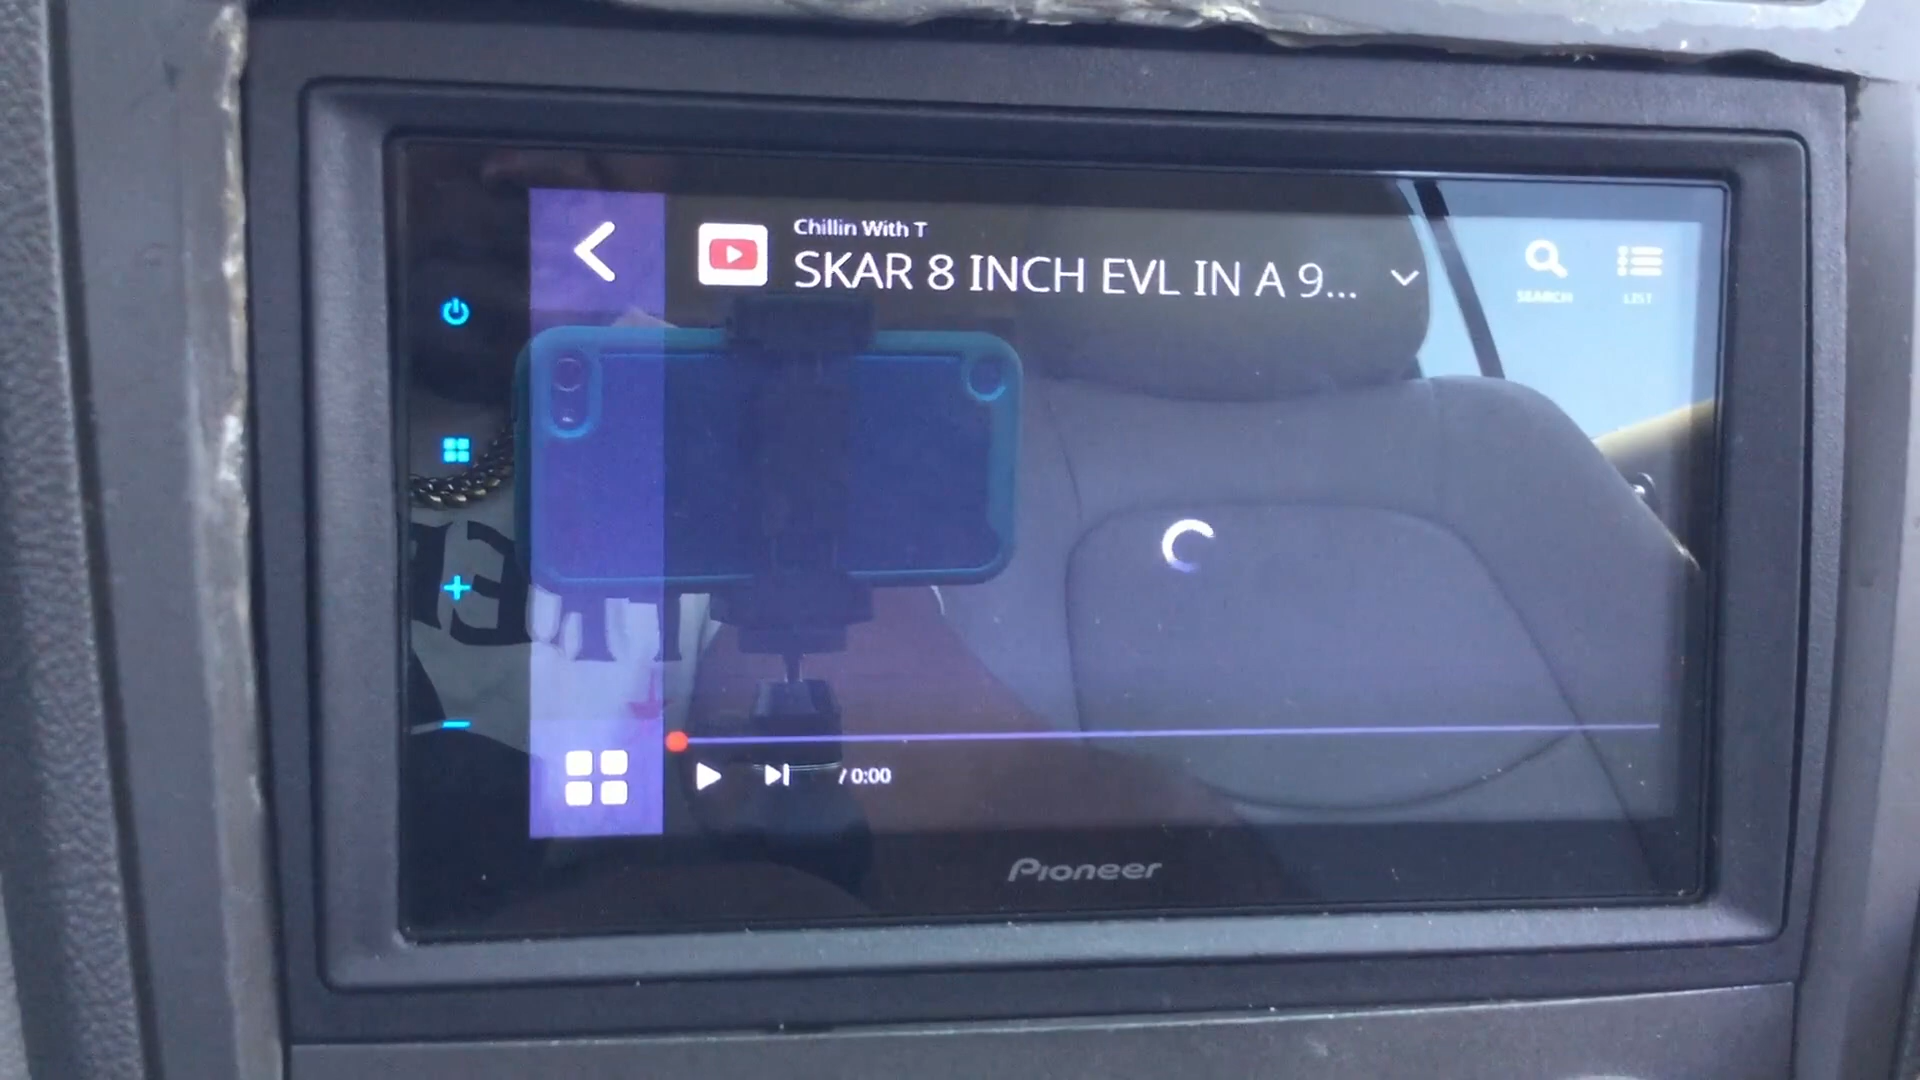 Chillin With T
SKAR 8 INCH EVL IN A 9...
SEARCH
LIST
/ 0:00
Pioneer